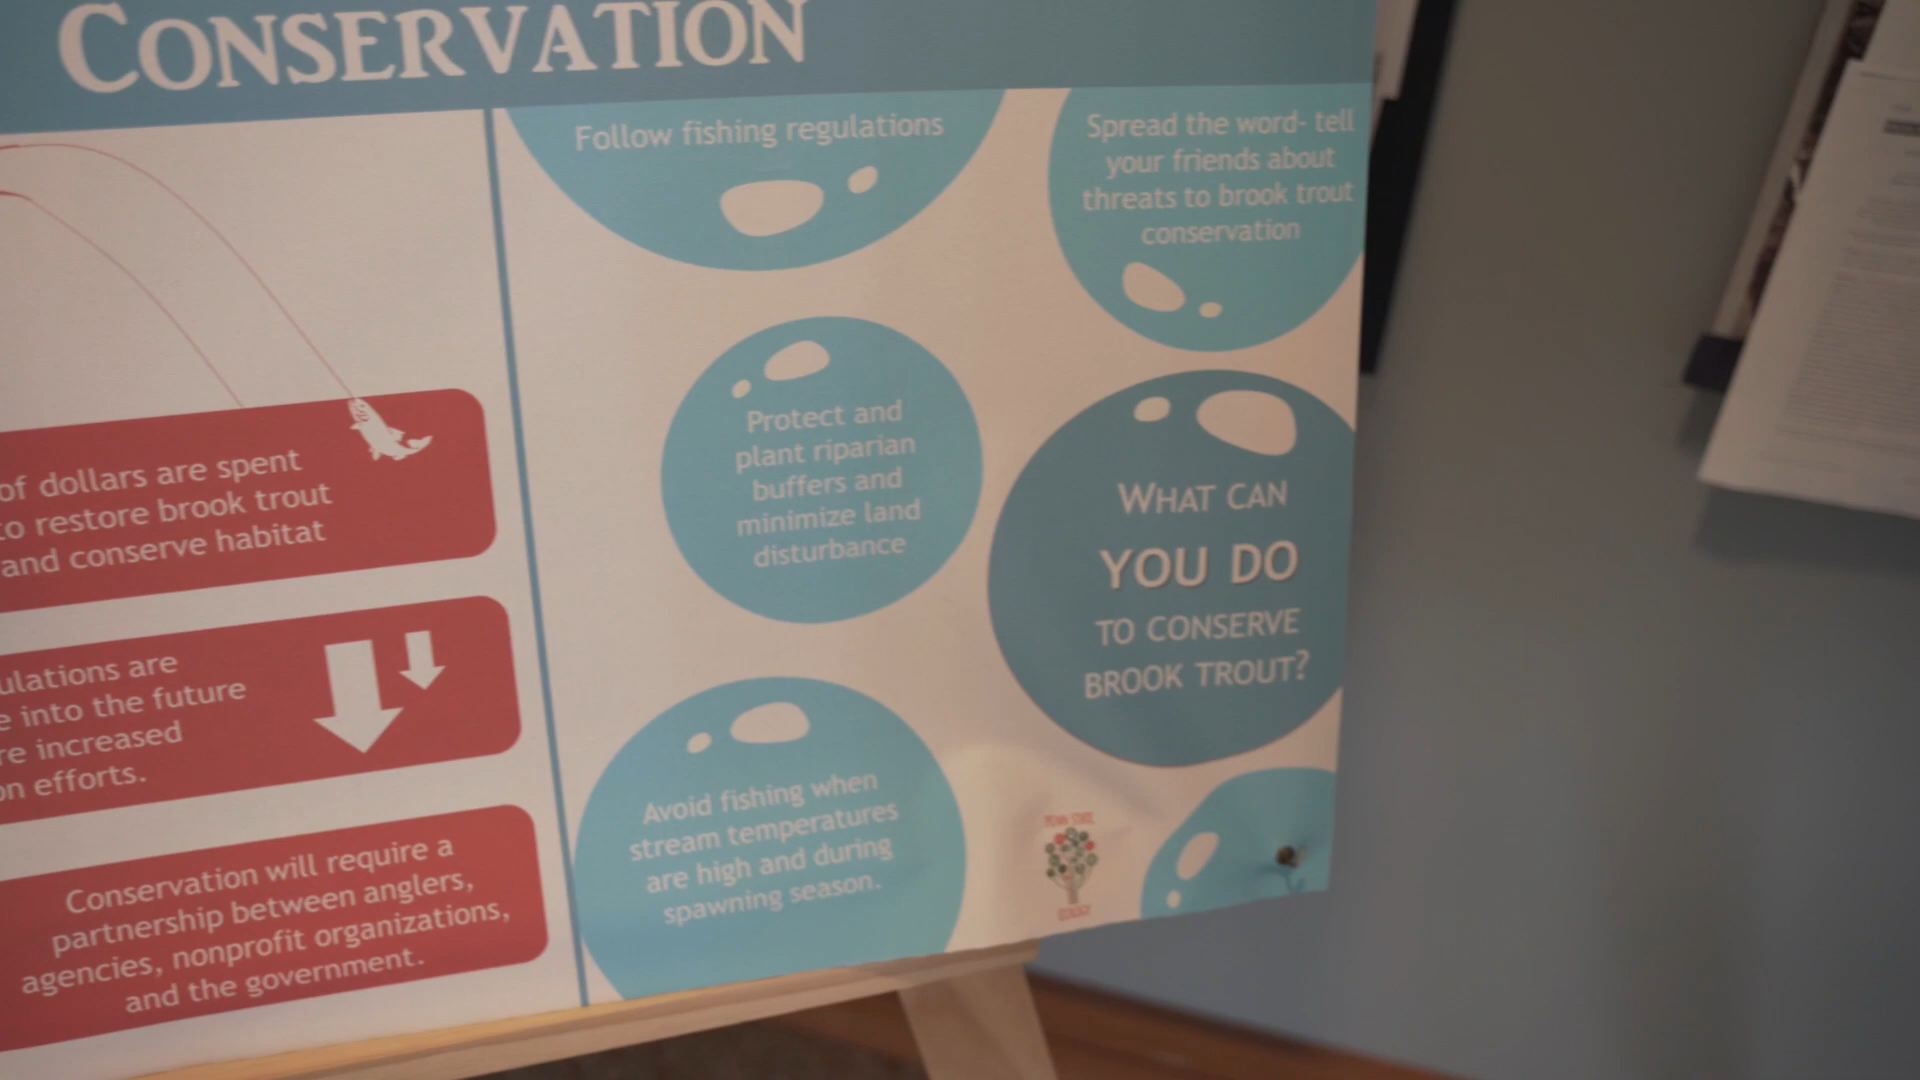 CONSERVATION
of dollars are spent
to restore brook trout
and conserve habitat
ulations are
e into the future
re increased
on efforts.
Conservation will require a
partnership between anglers,
agencies, nonprofit organizations,
and the government.
Follow fishing regulations
Spread the word- tell
your friends about
threats to brook trout
conservation
Protect and
plant riparian
buffers and
minimize land
disturbance
WHAT CAN
YOU DO
TO CONSERVE
BROOK TROUT?
Avoid fishing when
stream temperatures
are high and during
spawning season.
PENN STATE
ECOLOGY